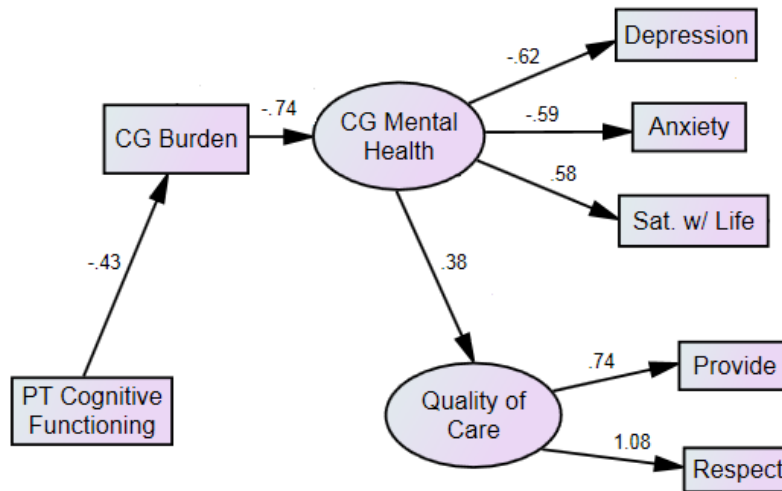 Depression
-.62
-.74
CG Burden
CG Mental
Health
-.59
Anxiety
.58
Sat. w/ Life
-.43
.38
PT Cognitive
Functioning
Quality of
Care
.74
Provide
1.08
Respect